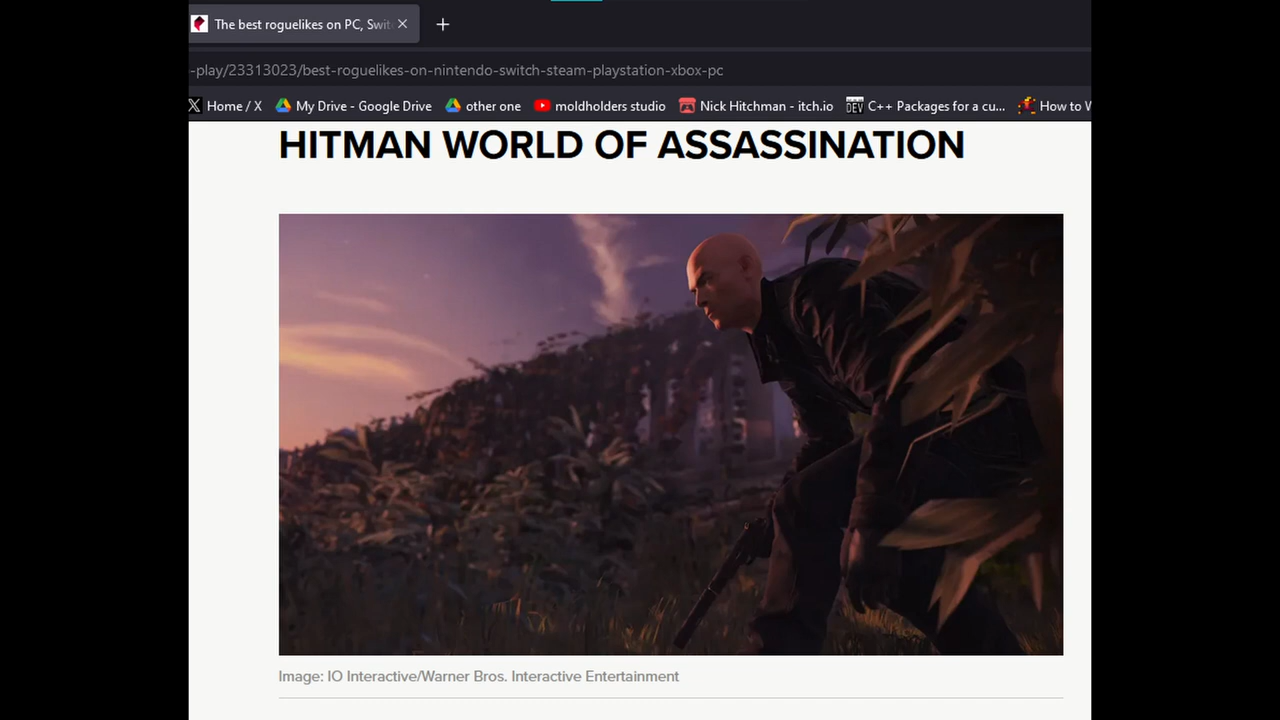 The best roguelikes on PC, Swit
-play/23313023/best-roguelikes-on-nintendo-switch-steam-playstation-xbox-pc
Home / X My Drive - Google Drive other one moldholders studio Nick Hitchman - itch.io DEV C++ Packages for a cu... How to W
HITMAN WORLD OF ASSASSINATION
Image: IO Interactive/Warner Bros. Interactive Entertainment